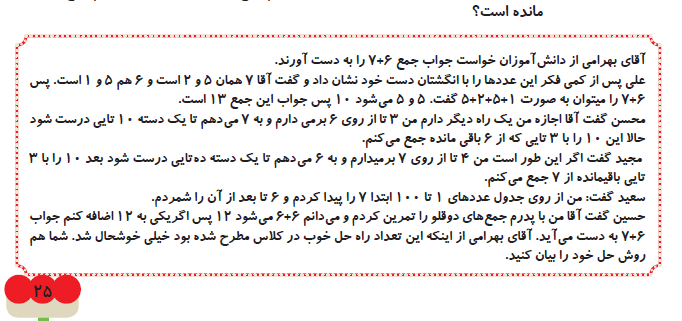 مانده است؟
آقای بهرامی از دانش‌آموزان خواست جواب جمع ۶+۷ را به دست آورند.
علی پس از کمی فکر این عددها را با انگشتان دست خود نشان داد و گفت آقا ۷ همان ۵ و ۲ است و ۶ هم ۵ و ۱ است. پس
۶+۷ را میتوان به صورت ۱+۵+۲+۵ گفت. ۵ و ۵ می‌شود ۱۰ پس جواب این جمع ۱۳ است.
محسن گفت آقا اجازه من یک راه دیگر دارم من ۳ تا از روی ۶ برمی دارم و به ۷ می‌دهم تا یک دسته ۱۰ تایی درست شود
حالا این ۱۰ را با ۳ تایی که از ۶ باقی مانده جمع می‌کنم.
مجید گفت اگر این طور است من ۴ تا از روی ۷ برمیدارم و به ۶ می‌دهم تا یک دسته ده‌تایی درست شود بعد ۱۰ را با ۳
تایی باقیمانده از ۷ جمع می‌کنم.
سعید گفت: من از روی جدول عددهای ۱ تا ۱۰۰ ابتدا ۷ را پیدا کردم و ۶ تا بعد از آن را شمردم.
حسین گفت آقا من با پدرم جمع‌های دوقلو را تمرین کردم و می‌دانم ۶+۶ می‌شود ۱۲ پس اگریکی به ۱۲ اضافه کنم جواب
۶+۷ به دست می‌آید. آقای بهرامی از اینکه این تعداد راه حل خوب در کلاس مطرح شده بود خیلی خوشحال شد. شما هم
روش حل خود را بیان کنید.
۲۵